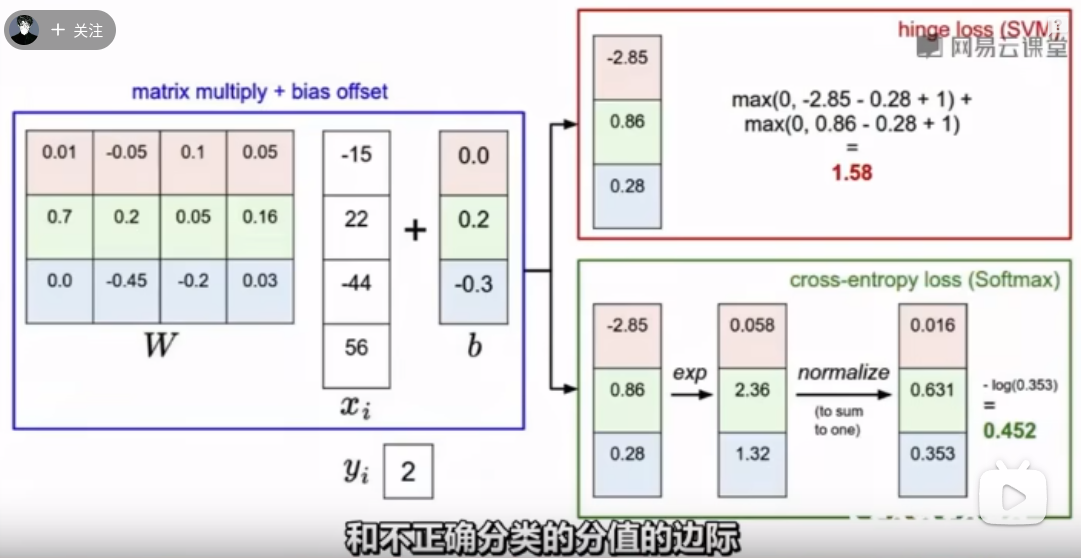 + 关注
hinge loss (SVM)
网易云课堂
matrix multiply + bias offset
0.01 -0.05 0.1 0.05
0.7 0.2 0.05 0.16
0.0 -0.45 -0.2 0.03
W
-15
22
-44
56
x_i
+
0.0
0.2
-0.3
b
y_i 2
-2.85
0.86
0.28
max(0, -2.85 - 0.28 + 1) +
max(0, 0.86 - 0.28 + 1)
=
1.58
cross-entropy loss (Softmax)
-2.85
0.86
0.28
exp
0.058
2.36
1.32
normalize
(to sum
to one)
0.016
0.631
0.353
- log(0.353)
=
0.452
和不正确分类的分值的边际